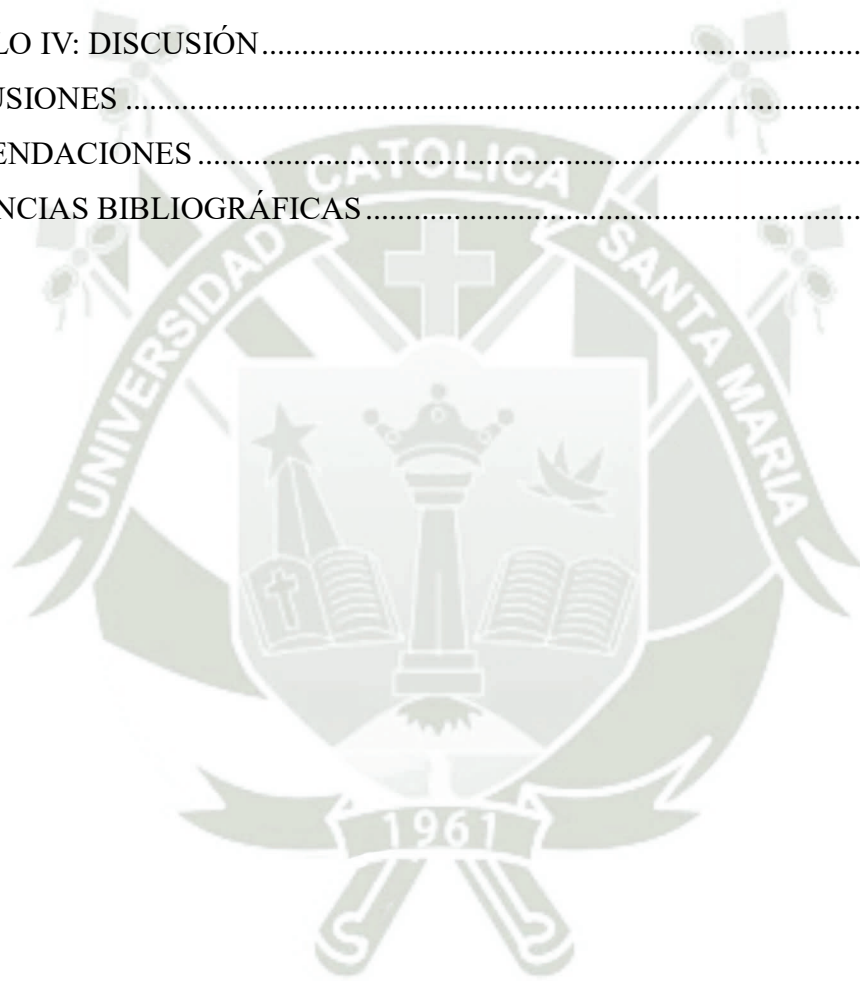 LO IV: DISCUSIÓN..........................................................................
USIONES...........................................................................................
ENDACIONES..................................................................................
NCIAS BIBLIOGRÁFICAS.............................................................
UNIVERSIDAD CATOLICA SANTA MARIA
1961